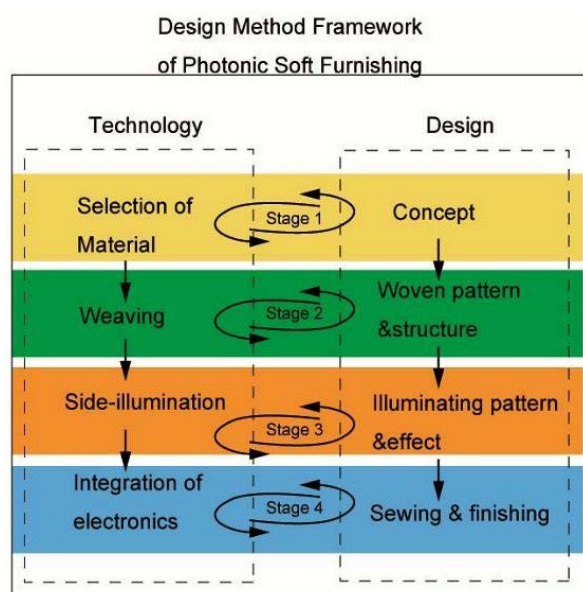 Design Method Framework
of Photonic Soft Furnishing
Technology
Design
Selection of
Material
Stage 1
Concept
Weaving
Stage 2
Woven pattern
&structure
Side-illumination
Stage 3
Illuminating pattern
&effect
Integration of
electronics
Stage 4
Sewing & finishing